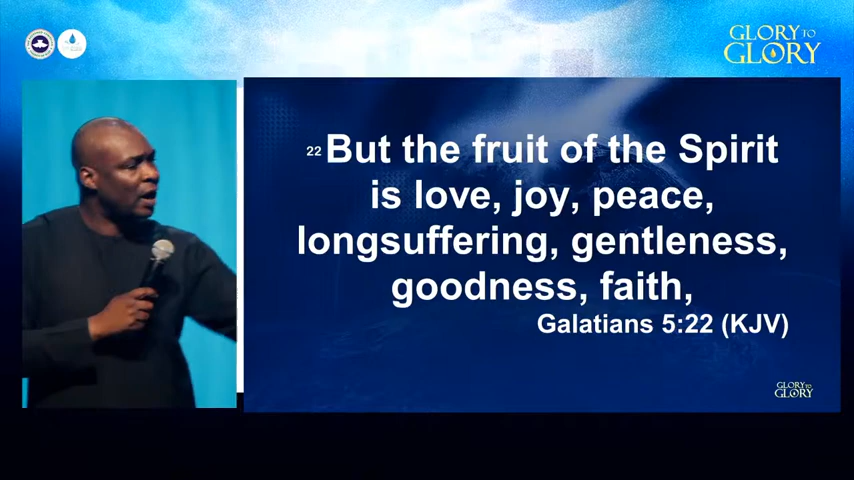 GLORY TO
GLORY
22 But the fruit of the Spirit
is love, joy, peace,
longsuffering, gentleness,
goodness, faith,
Galatians 5:22 (KJV)
GLORY TO
GLORY